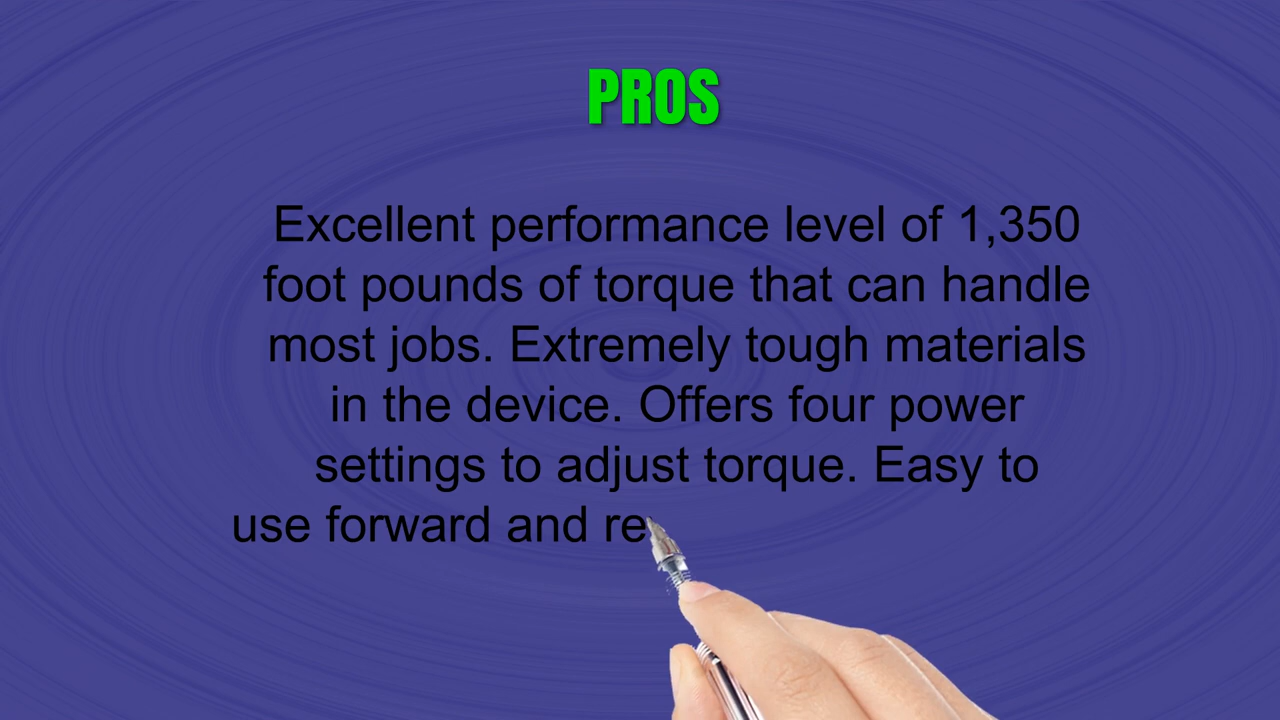 PROS
Excellent performance level of 1,350
foot pounds of torque that can handle
most jobs. Extremely tough materials
in the device. Offers four power
settings to adjust torque. Easy to
use forward and re